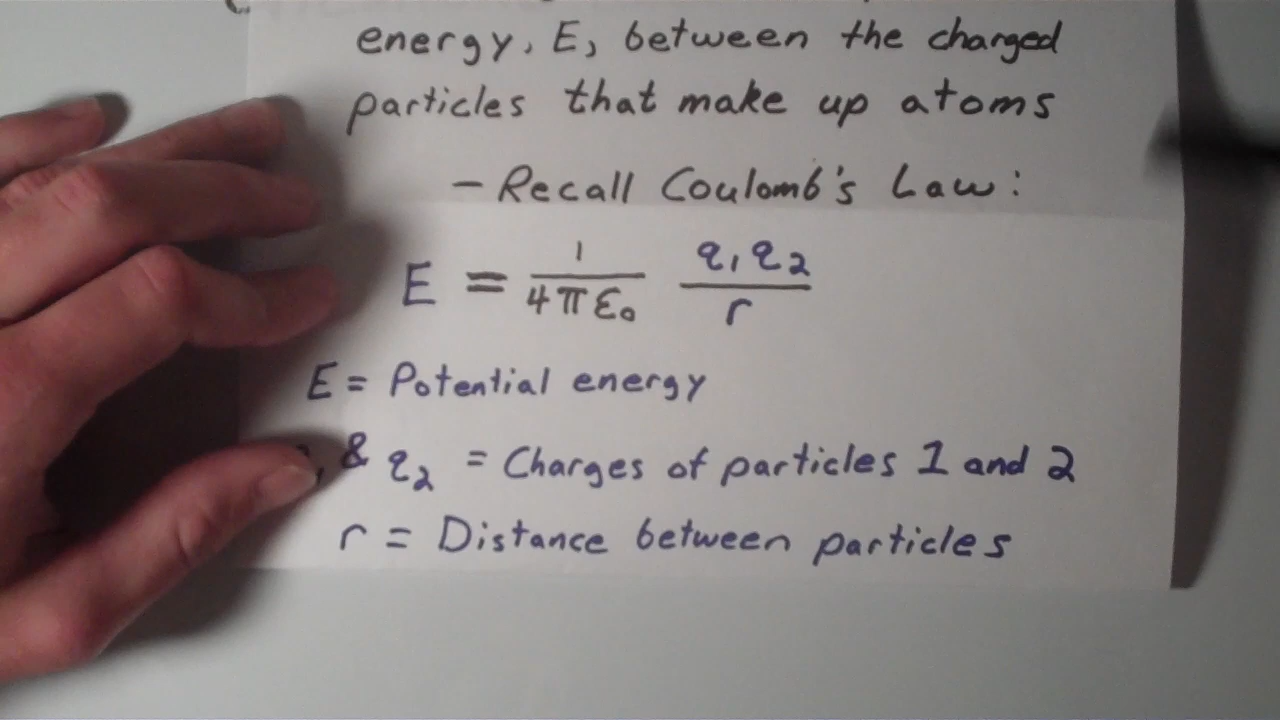 energy, E, between the charged
particles that make up atoms
- Recall Coulomb's Law:
E = 1/(4πε₀) q₁q₂/r
E = Potential energy
& q₂ = Charges of particles 1 and 2
r = Distance between particles